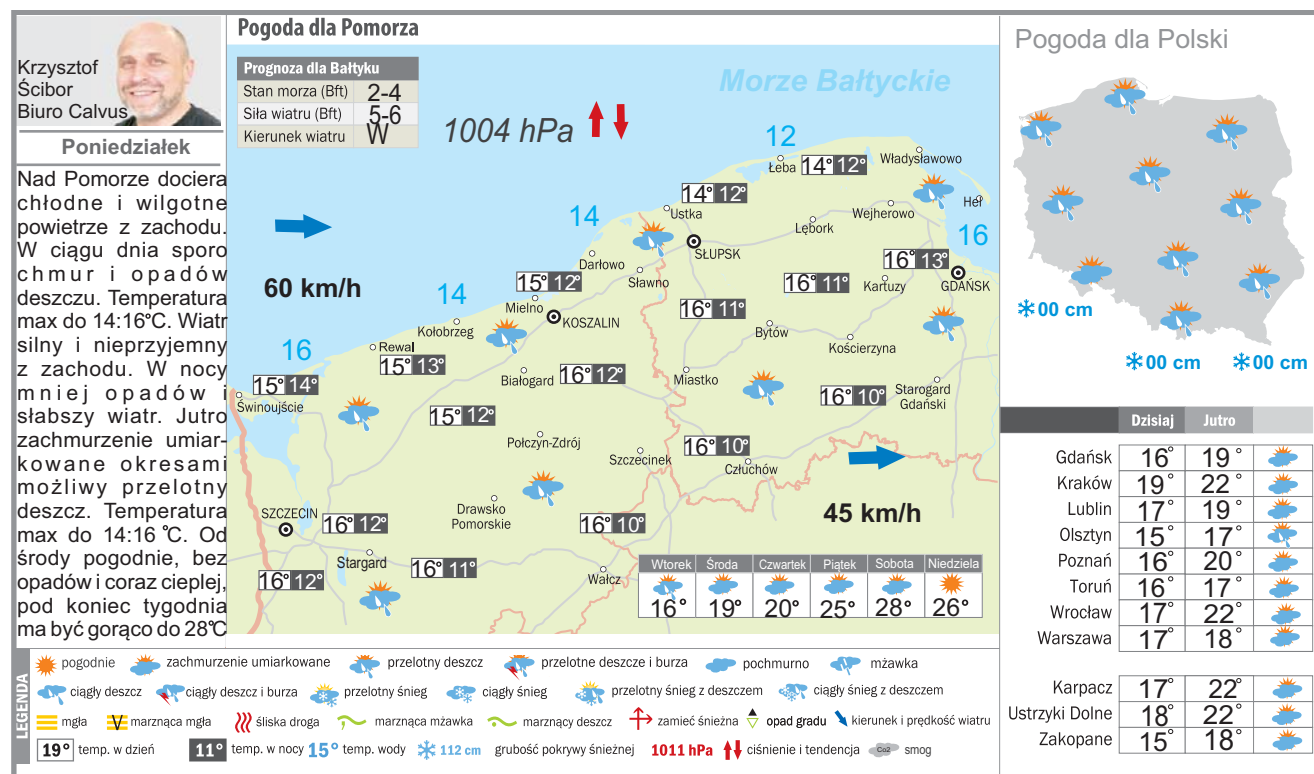 Krzysztof
Ścibor
Biuro Calvus
Poniedziałek
Nad Pomorze dociera
chłodne i wilgotne
powietrze z zachodu.
W ciągu dnia sporo
chmur i opadów
deszczu. Temperatura
max do 14:16°C. Wiatr
silny i nieprzyjemny
z zachodu. W nocy
mniej opadów i
słabszy wiatr. Jutro
zachmurzenie umiar-
kowane okresami
możliwy przelotny
deszcz. Temperatura
max do 14:16 °C. Od
środy pogodnie, bez
opadów i coraz cieplej,
pod koniec tygodnia
ma być gorąco do 28°C
Pogoda dla Pomorza
Prognoza dla Bałtyku
Stan morza (Bft) 2-4
Siła wiatru (Bft) 5-6
Kierunek wiatru W
1004 hPa
Morze Bałtyckie
12
Łeba
14° 12°
Władysławowo
Hel
14° 12°
Ustka
14
Wejherowo
Lębork
16
SŁUPSK
16° 13°
GDAŃSK
Darłowo
Sławno
15° 12°
16° 11°
Kartuzy
60 km/h
14
Mielno
KOSZALIN
16° 11°
Bytów
Kołobrzeg
Kościerzyna
16
Rewal
15° 13°
Białogard
16° 12°
Miastko
15° 14°
Świnoujście
16° 10°
Starogard
Gdański
15° 12°
Połczyn-Zdrój
16° 10°
Szczecinek
Człuchów
Drawsko
Pomorskie
45 km/h
SZCZECIN
16° 12°
16° 10°
Stargard
16° 11°
16° 12°
Wałcz
Wtorek Środa Czwartek Piątek Sobota Niedziela
16° 19° 20° 25° 28° 26°
Pogoda dla Polski
00 cm
00 cm 00 cm
Dzisiaj Jutro
Gdańsk 16° 19°
Kraków 19° 22°
Lublin 17° 19°
Olsztyn 15° 17°
Poznań 16° 20°
Toruń 16° 17°
Wrocław 17° 22°
Warszawa 17° 18°
Karpacz 17° 22°
Ustrzyki Dolne 18° 22°
Zakopane 15° 18°
LEGENDA
pogodnie zachmurzenie umiarkowane przelotny deszcz przelotne deszcze i burza pochmurno mżawka
ciągły deszcz ciągły deszcz i burza przelotny śnieg ciągły śnieg przelotny śnieg z deszczem ciągły śnieg z deszczem
mgła marznąca mgła śliska droga marznąca mżawka marznący deszcz zamieć śnieżna opad gradu kierunek i prędkość wiatru
19° temp. w dzień 11° temp. w nocy 15° temp. wody 112 cm grubość pokrywy śnieżnej 1011 hPa ciśnienie i tendencja Co2 smog